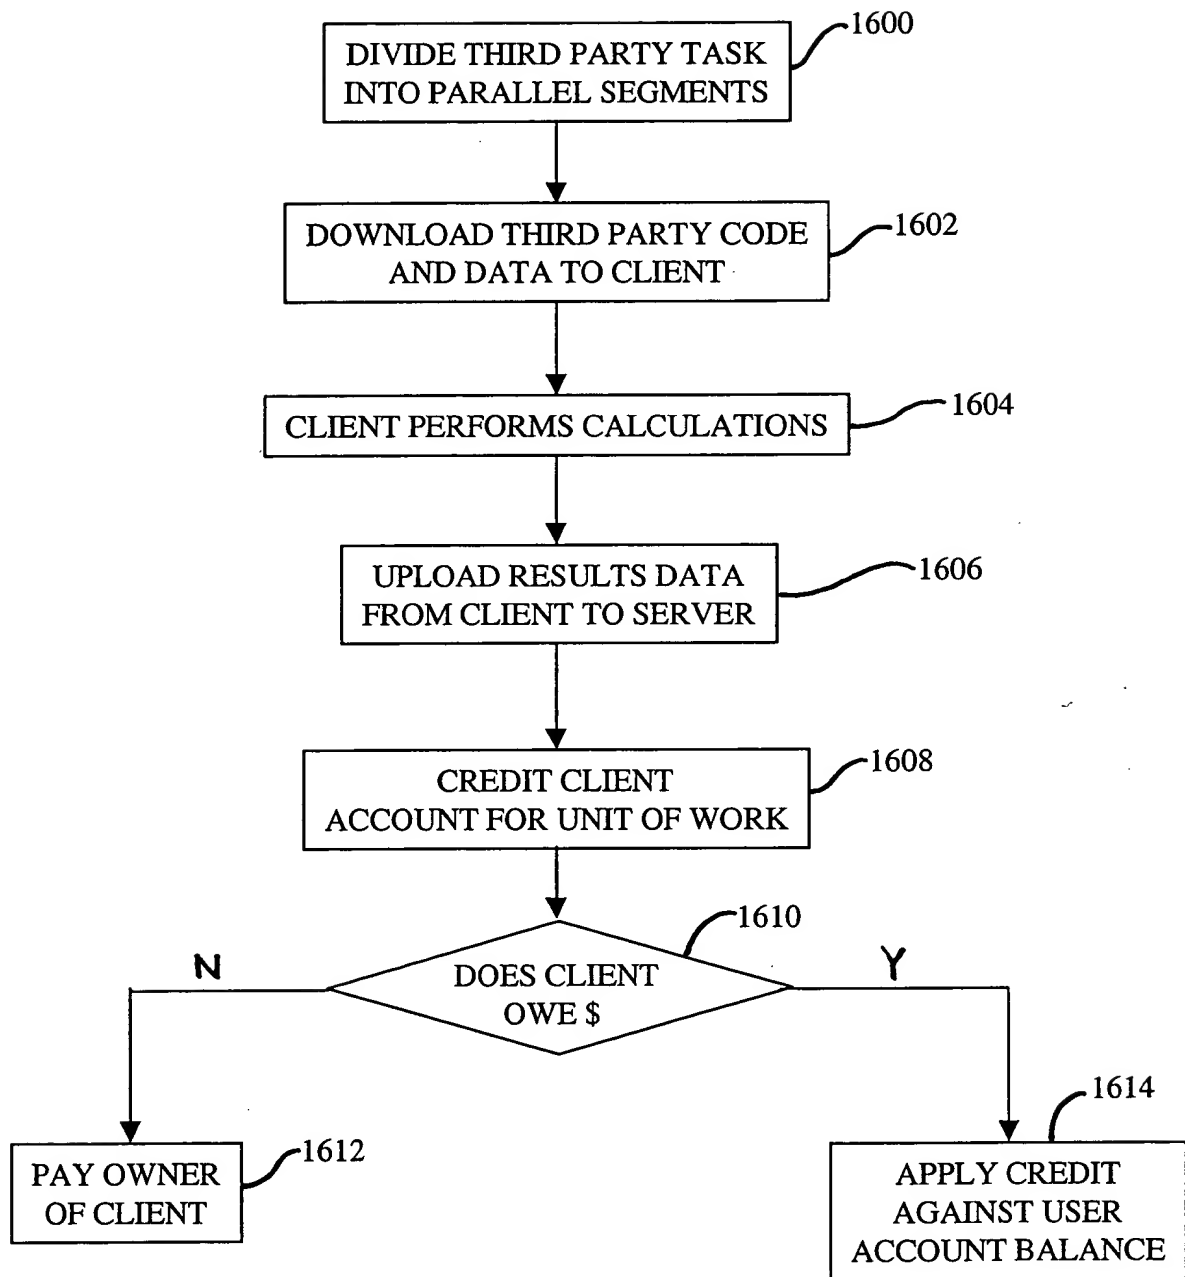 1600
DIVIDE THIRD PARTY TASK
INTO PARALLEL SEGMENTS
1602
DOWNLOAD THIRD PARTY CODE
AND DATA TO CLIENT
1604
CLIENT PERFORMS CALCULATIONS
1606
UPLOAD RESULTS DATA
FROM CLIENT TO SERVER
1608
CREDIT CLIENT
ACCOUNT FOR UNIT OF WORK
1610
DOES CLIENT
OWE $
N
Y
1612
PAY OWNER
OF CLIENT
1614
APPLY CREDIT
AGAINST USER
ACCOUNT BALANCE